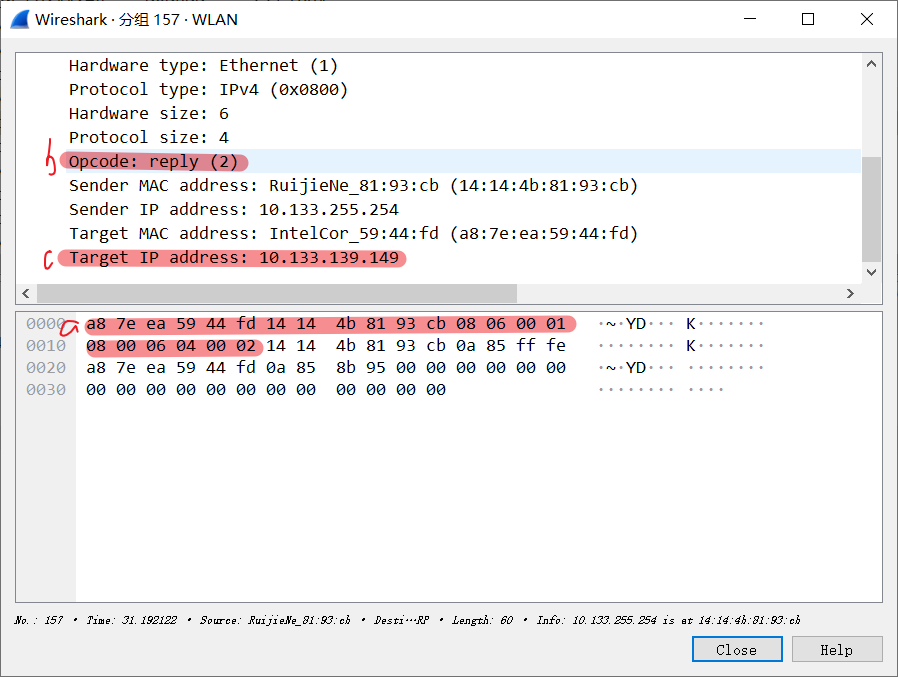 Wireshark · 分组 157 · WLAN
Hardware type: Ethernet (1)
Protocol type: IPv4 (0x0800)
Hardware size: 6
Protocol size: 4
b
Opcode: reply (2)
Sender MAC address: RuijieNe_81:93:cb (14:14:4b:81:93:cb)
Sender IP address: 10.133.255.254
Target MAC address: IntelCor_59:44:fd (a8:7e:ea:59:44:fd)
c
Target IP address: 10.133.139.149
a
0000 a8 7e ea 59 44 fd 14 14 4b 81 93 cb 08 06 00 01 ·~·YD··· K·······
0010 08 00 06 04 00 02 14 14 4b 81 93 cb 0a 85 ff fe ········ K·······
0020 a8 7e ea 59 44 fd 0a 85 8b 95 00 00 00 00 00 00 ·~·YD··· ········
0030 00 00 00 00 00 00 00 00 00 00 00 00 ········ ····
No.: 157 · Time: 31.192122 · Source: RuijieNe_81:93:cb · Desti…RP · Length: 60 · Info: 10.133.255.254 is at 14:14:4b:81:93:cb
Close
Help